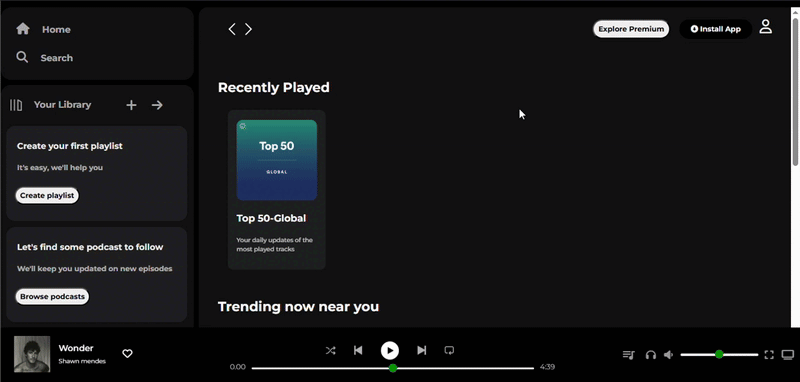 Home
Search
Your Library
Create your first playlist
It's easy, we'll help you
Create playlist
Let's find some podcast to follow
We'll keep you updated on new episodes
Browse podcasts
Explore Premium
Install App
Recently Played
Top 50
GLOBAL
Top 50-Global
Your daily updates of the
most played tracks
Trending now near you
Wonder
Shawn mendes
0:00
4:39